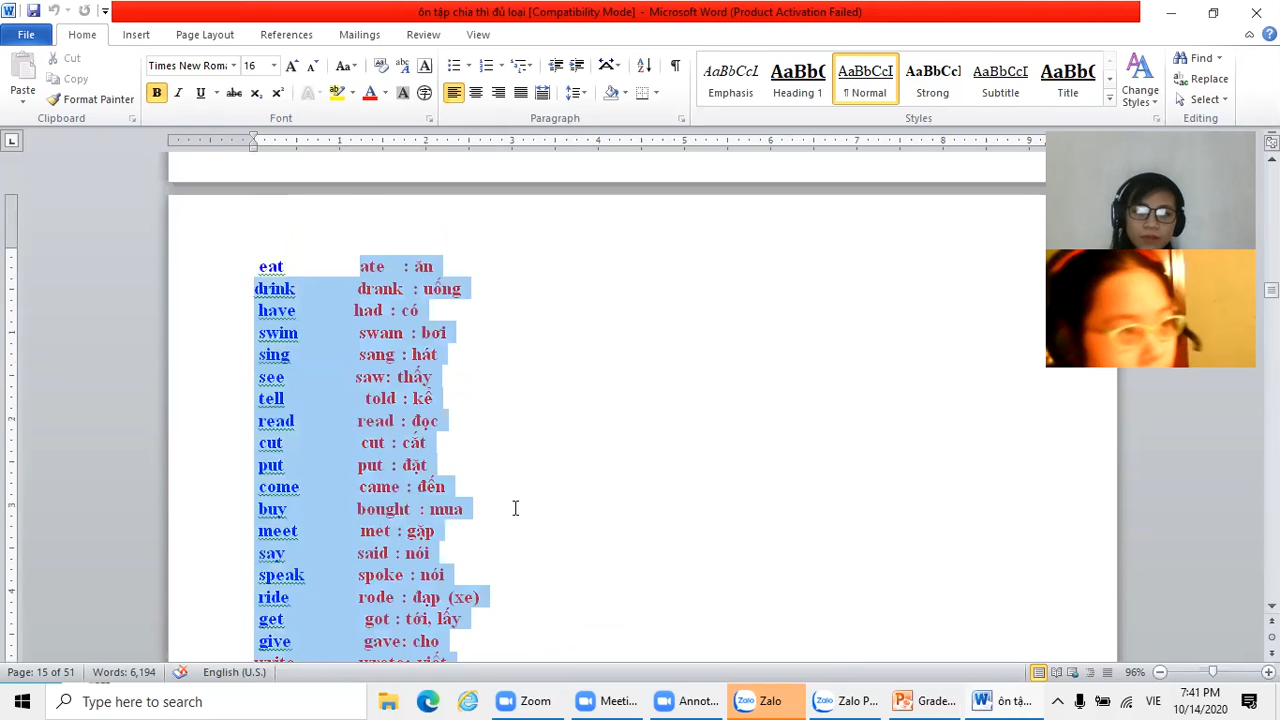 ôn tập chia thì đủ loại [Compatibility Mode] - Microsoft Word (Product Activation Failed)
File Home Insert Page Layout References Mailings Review View
Paste
Cut
Copy
Format Painter
Clipboard
Times New Roma 16
Font
Paragraph
AaBbCcI AaBbC AaBbCcI AaBbCcl AaBbCcI AaBbC
Emphasis Heading 1 ¶ Normal Strong Subtitle Title
Change Styles
Styles
Find
Replace
Select
Editing
eat ate : ăn
drink drank : uống
have had : có
swim swam : bơi
sing sang : hát
see saw: thấy
tell told : kể
read read : đọc
cut cut : cắt
put put : đặt
come came : đến
buy bought : mua
meet met : gặp
say said : nói
speak spoke : nói
ride rode : đạp (xe)
get got : tới, lấy
give gave: cho
write wrote: viết
Page: 15 of 51 Words: 6,194 English (U.S.) 96%
Type here to search
Zoom Meeti... Annot... Zalo Zalo P... Grade... ôn tậ...
VIE
7:41 PM
10/14/2020